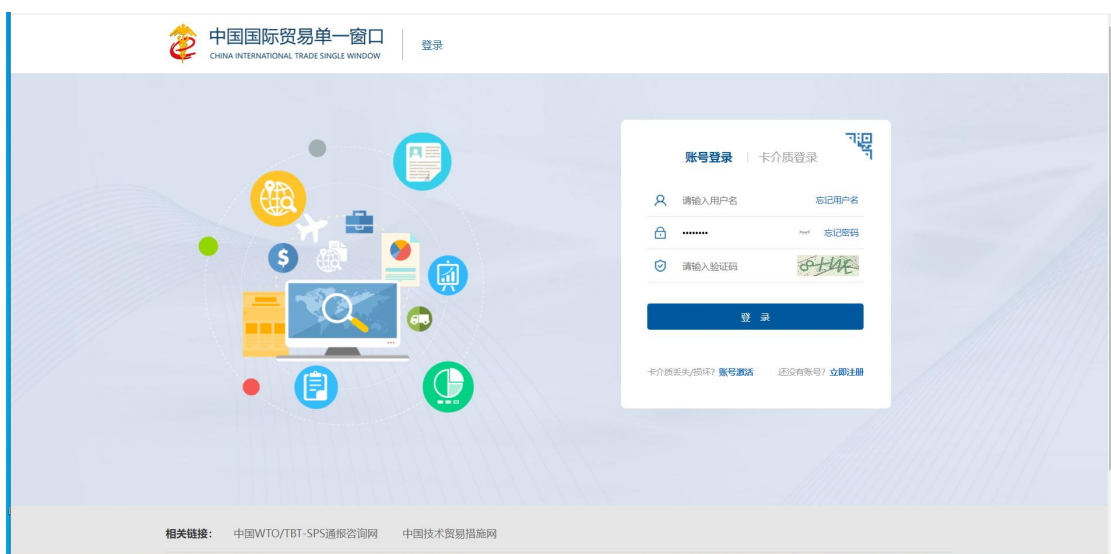 中国国际贸易单一窗口
CHINA INTERNATIONAL TRADE SINGLE WINDOW
登录
账号登录 卡介质登录
请输入用户名 忘记用户名
•••••••• 忘记密码
请输入验证码
登 录
卡介质丢失/损坏? 账号激活 还没有账号? 立即注册
相关链接: 中国WTO/TBT-SPS通报咨询网 中国技术贸易措施网